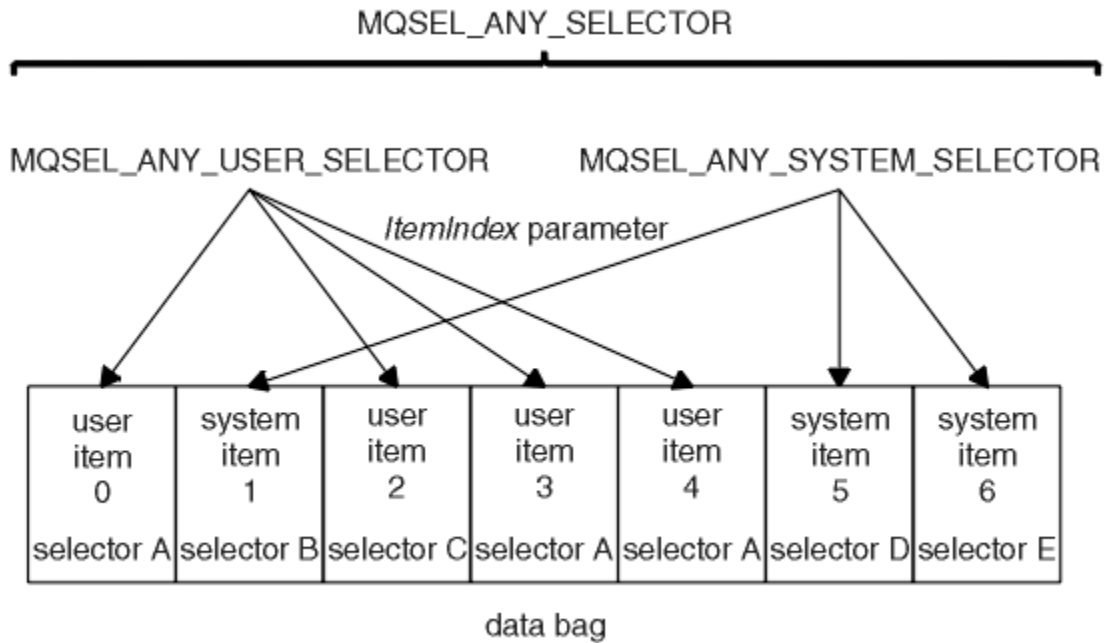 MQSEL_ANY_SELECTOR
MQSEL_ANY_USER_SELECTOR MQSEL_ANY_SYSTEM_SELECTOR
ItemIndex parameter
user system user user user system system
item item item item item item item
0 1 2 3 4 5 6
selector A selector B selector C selector A selector A selector D selector E
data bag